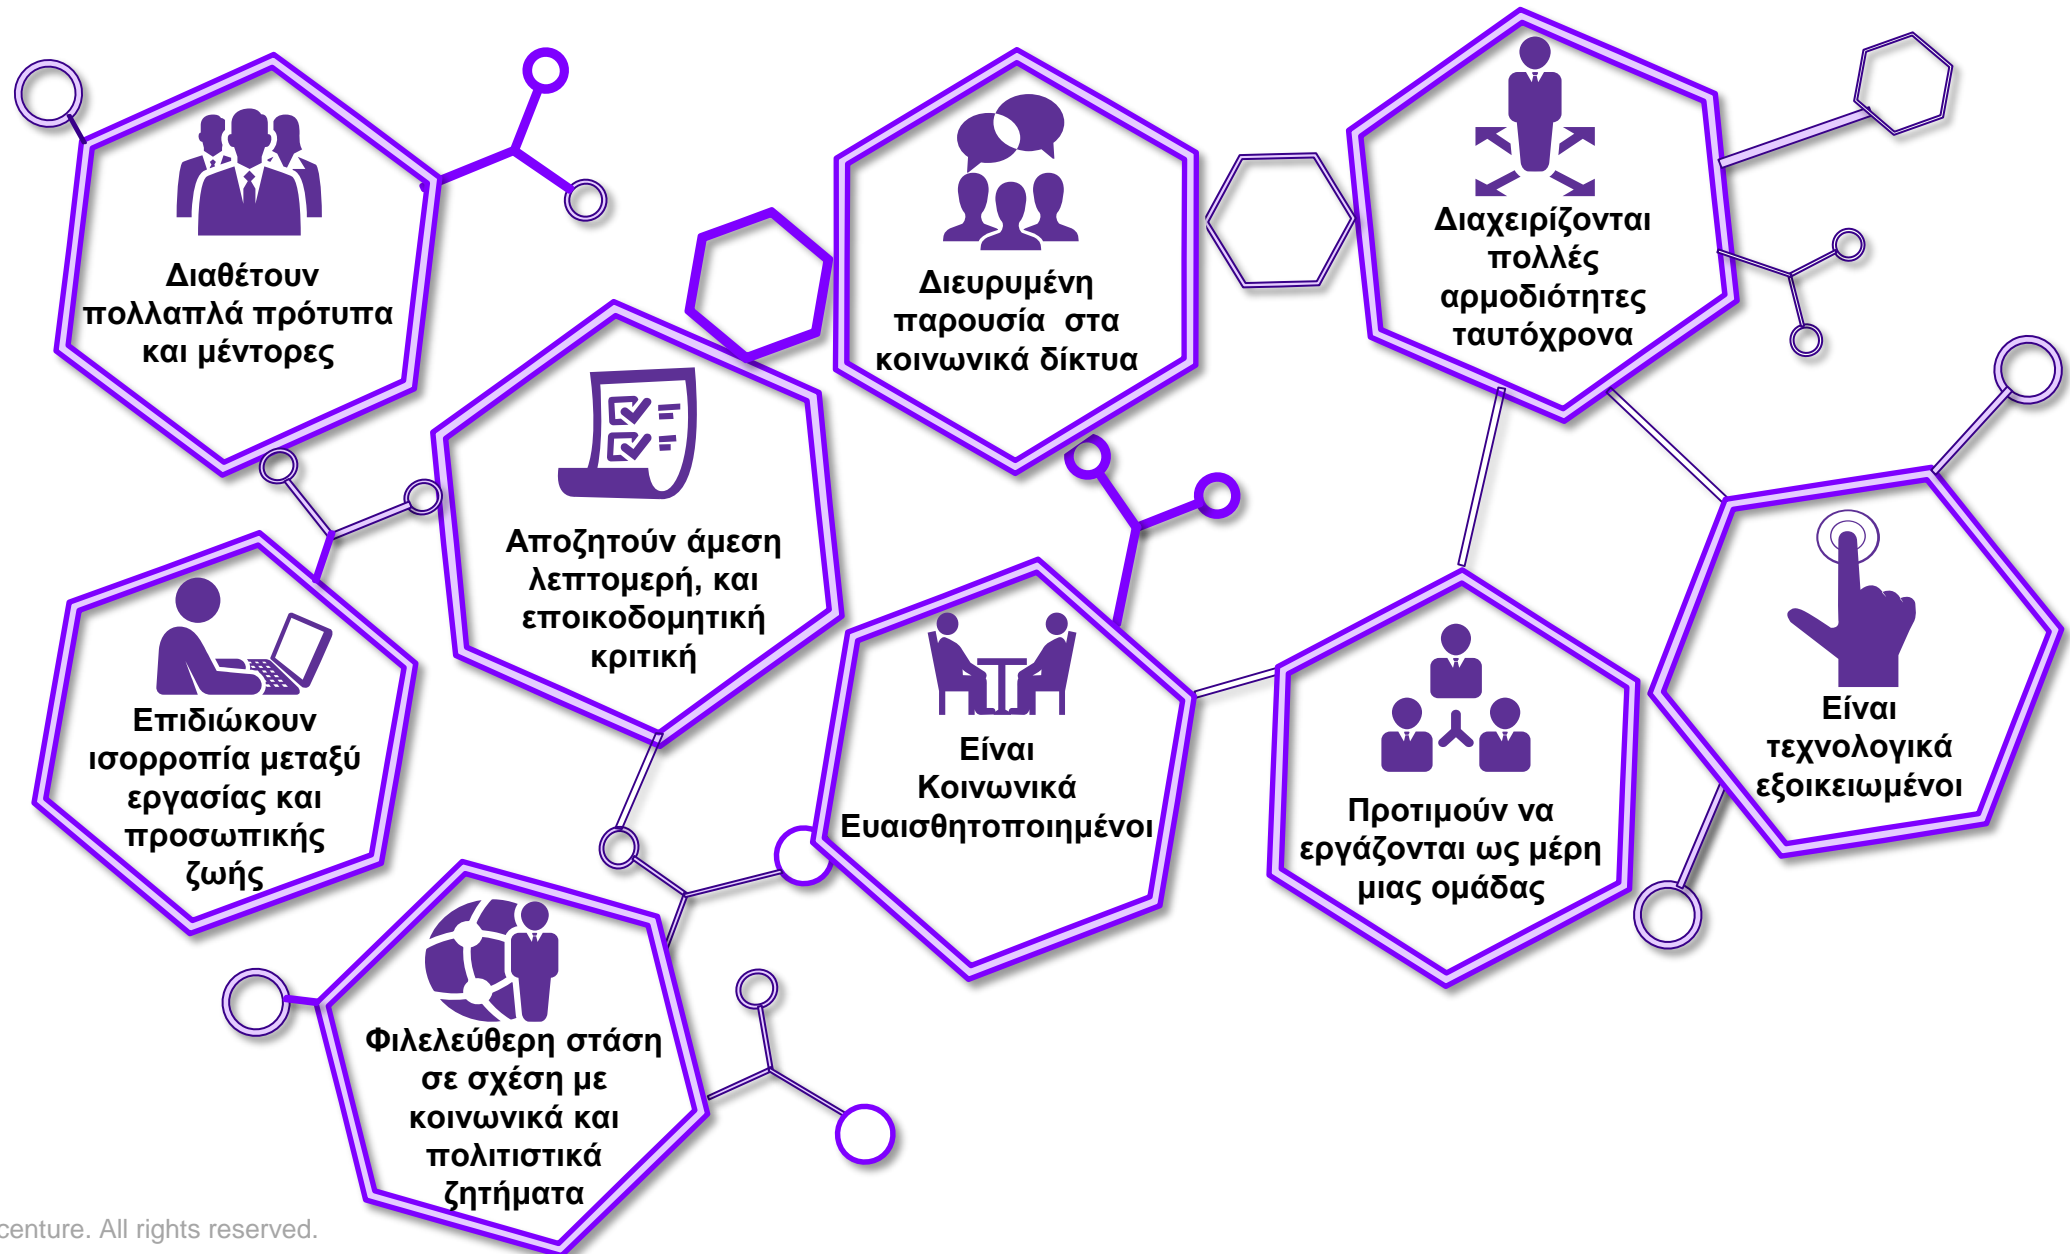 Διαθέτουν
πολλαπλά πρότυπα
και μέντορες
Διευρυμένη
παρουσία στα
κοινωνικά δίκτυα
Διαχειρίζονται
πολλές
αρμοδιότητες
ταυτόχρονα
Αποζητούν άμεση
λεπτομερή, και
εποικοδομητική
κριτική
Επιδιώκουν
ισορροπία μεταξύ
εργασίας και
προσωπικής
ζωής
Είναι
Κοινωνικά
Ευαισθητοποιημένοι
Προτιμούν να
εργάζονται ως μέρη
μιας ομάδας
Είναι
τεχνολογικά
εξοικειωμένοι
Φιλελεύθερη στάση
σε σχέση με
κοινωνικά και
πολιτιστικά
ζητήματα
centure. All rights reserved.